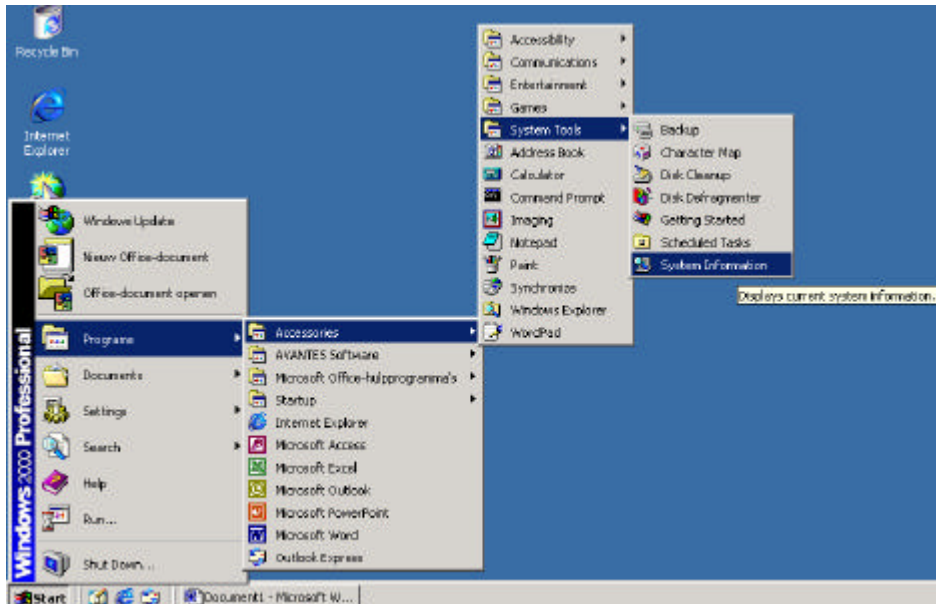 Recycle Bin
Internet
Explorer
Windows Update
Nieuw Office-document
Office-document openen
Programs
Documents
Settings
Search
Help
Run...
Shut Down...
Windows 2000 Professional
Accessories
AVANTES Software
Microsoft Office-hulpprogramma's
Startup
Internet Explorer
Microsoft Access
Microsoft Excel
Microsoft Outlook
Microsoft PowerPoint
Microsoft Word
Outlook Express
Accessibility
Communications
Entertainment
Games
System Tools
Address Book
Calculator
Command Prompt
Imaging
Notepad
Paint
Synchronize
Windows Explorer
WordPad
Backup
Character Map
Disk Cleanup
Disk Defragmenter
Getting Started
Scheduled Tasks
System Information
Displays current system information.
Start
Document1 - Microsoft W...